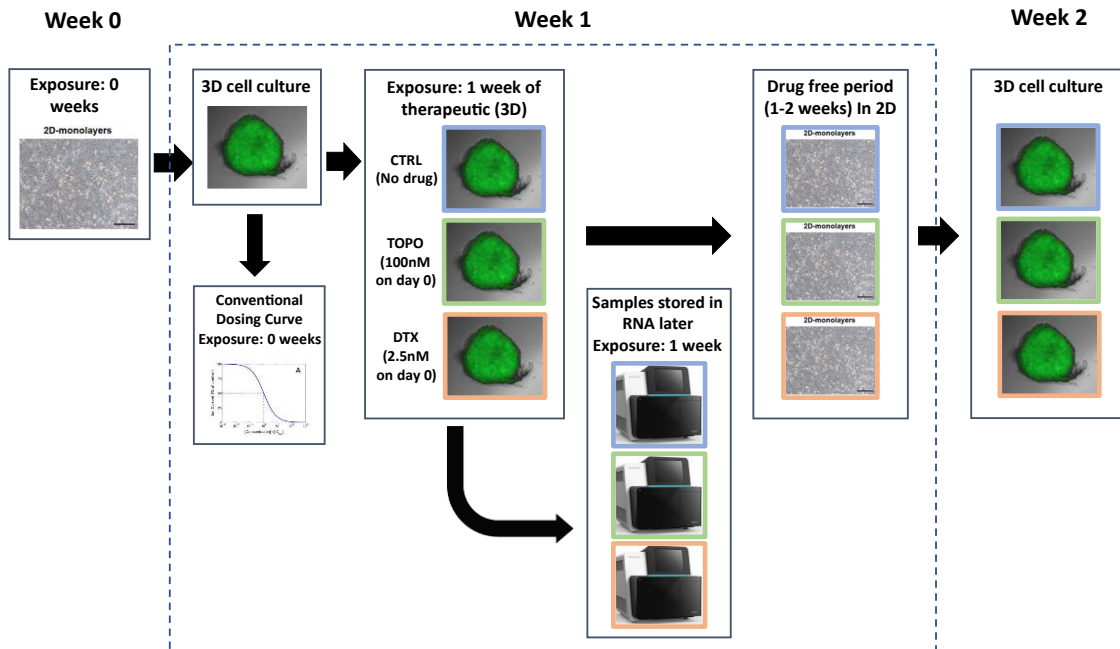 Week 0
Week 1
Week 2
Exposure: 0
weeks
2D-monolayers
3D cell culture
Conventional
Dosing Curve
Exposure: 0 weeks
A
Exposure: 1 week of
therapeutic (3D)
CTRL
(No drug)
TOPO
(100nM
on day 0)
DTX
(2.5nM
on day 0)
Samples stored in
RNA later
Exposure: 1 week
Drug free period
(1-2 weeks) In 2D
2D-monolayers
2D-monolayers
2D-monolayers
3D cell culture